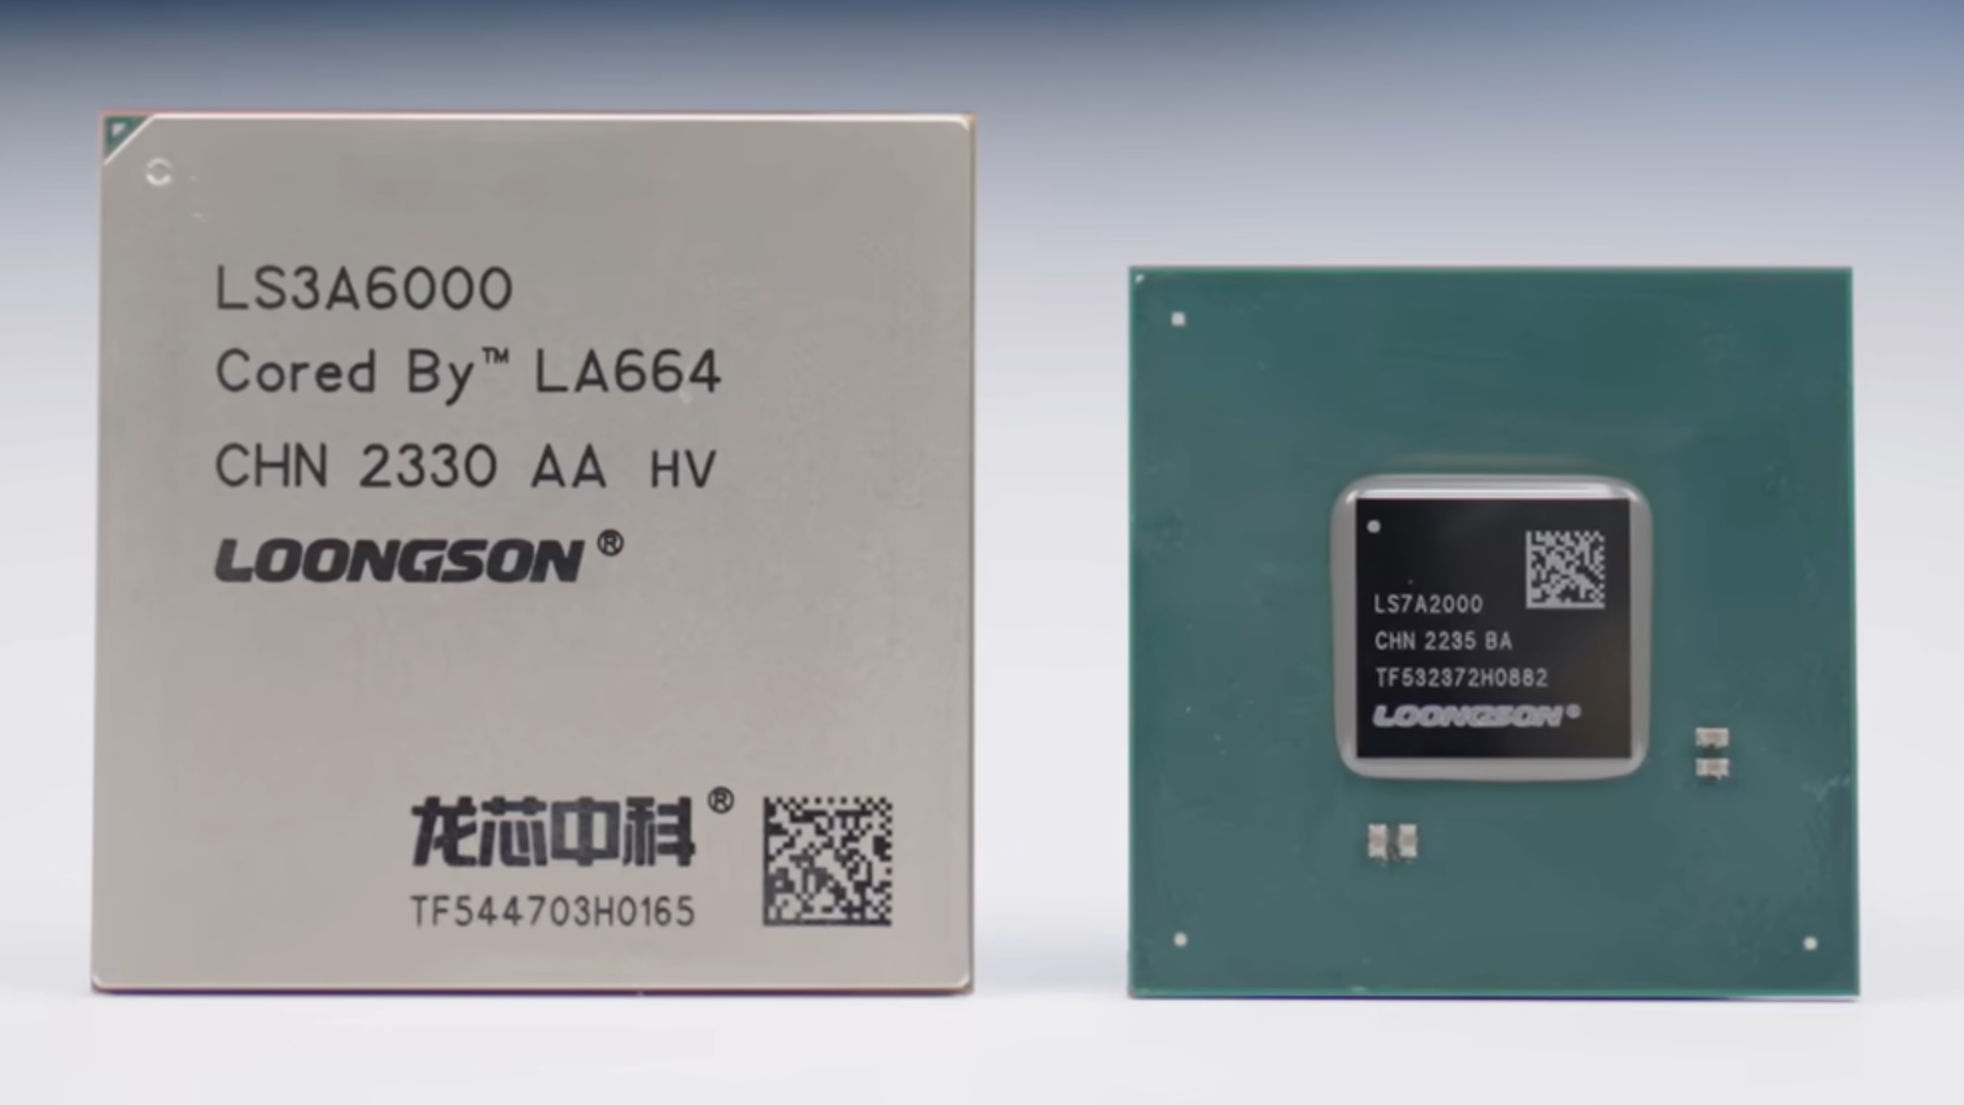 LS3A6000
Cored By™ LA664
CHN 2330 AA HV
LOONGSON®
龙芯中科®
TF544703H0165
LS7A2000
CHN 2235 BA
TF532372H0882
LOONGSON®